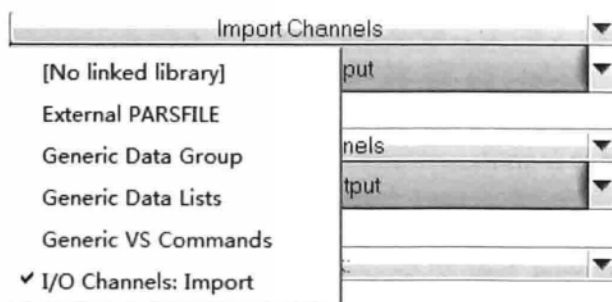 Import Channels
[No linked library]
put
External PARSFILE
Generic Data Group
nels
Generic Data Lists
tput
Generic VS Commands
✔ I/O Channels: Import